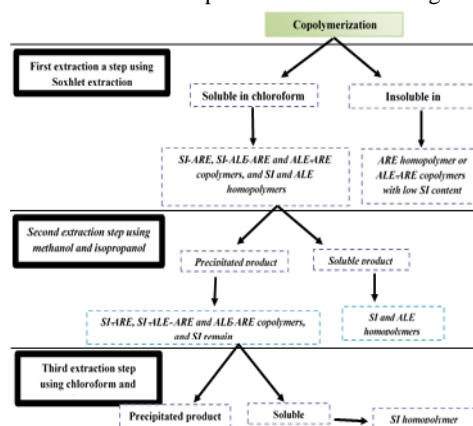 Copolymerization
First extraction a step using
Soxhlet extraction
Soluble in chloroform
Insoluble in
SI-ARE, SI-ALE-ARE and ALE-ARE
copolymers, and SI and ALE
homopolymers
ARE homopolymer or
ALE-ARE copolymers
with low SI content
Second extraction step using
methanol and isopropanol
Precipitated product
Soluble product
SI-ARE, SI-ALE- ARE and ALE-ARE copolymers,
and SI remain
SI and ALE
homopolymers
Third extraction step
using chloroform and
Precipitated product
Soluble
SI homopolymer